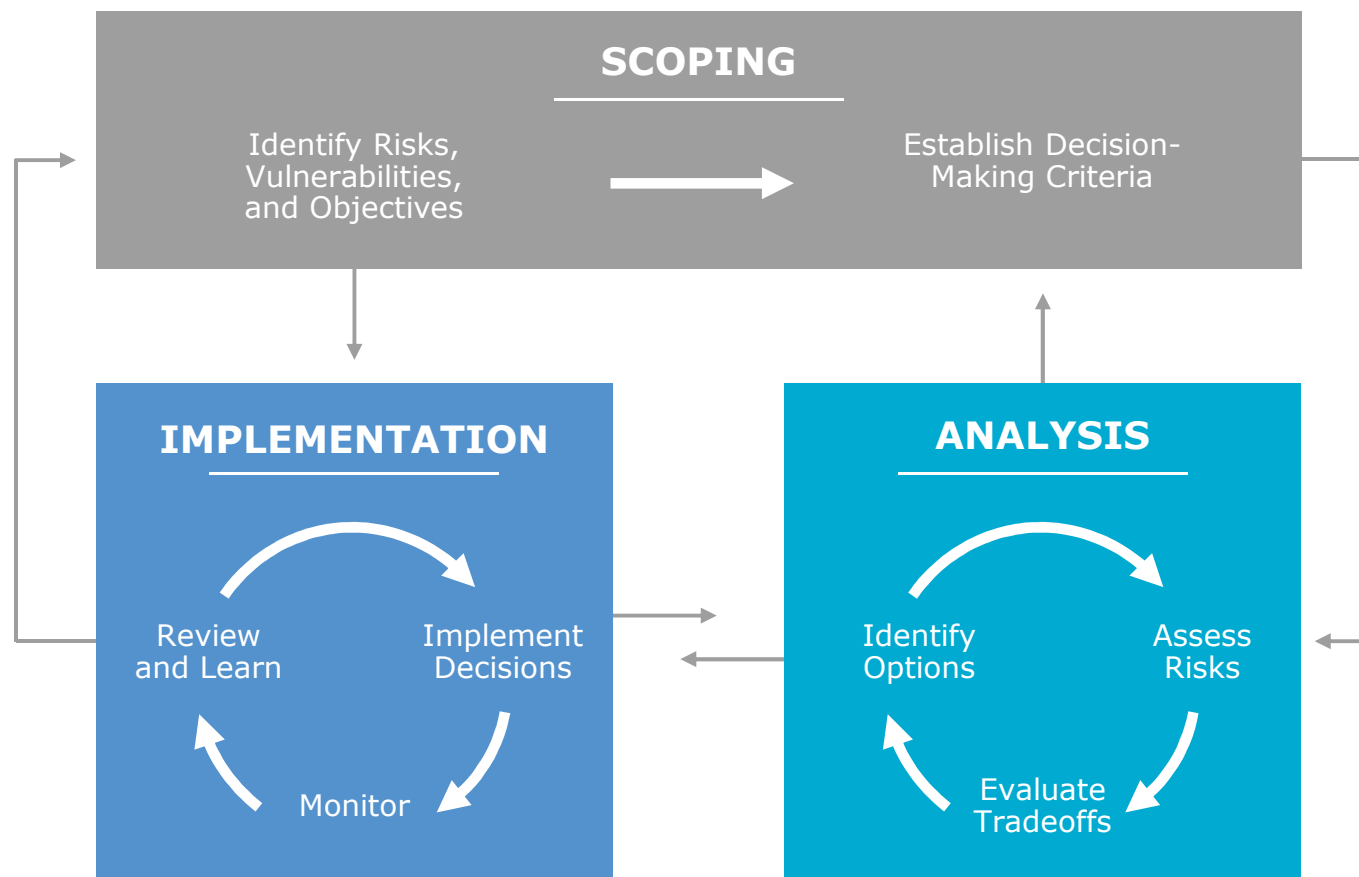 SCOPING
Identify Risks,
Vulnerabilities,
and Objectives
Establish Decision-
Making Criteria
IMPLEMENTATION
Review
and Learn
Implement
Decisions
Monitor
ANALYSIS
Identify
Options
Assess
Risks
Evaluate
Tradeoffs